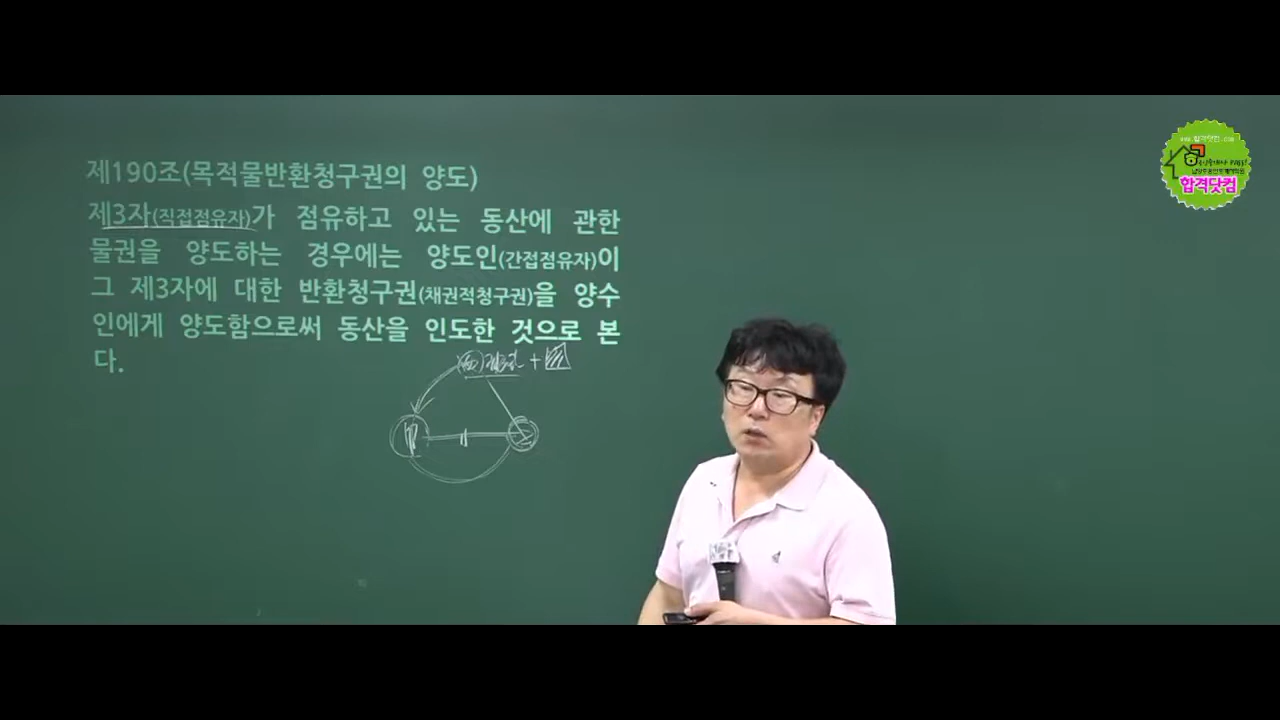 제190조(목적물반환청구권의 양도)
제3자(직접점유자)가 점유하고 있는 동산에 관한
물권을 양도하는 경우에는 양도인(간접점유자)이
그 제3자에 대한 반환청구권(채권적청구권)을 양수
인에게 양도함으로써 동산을 인도한 것으로 본
다.
합격닷컴